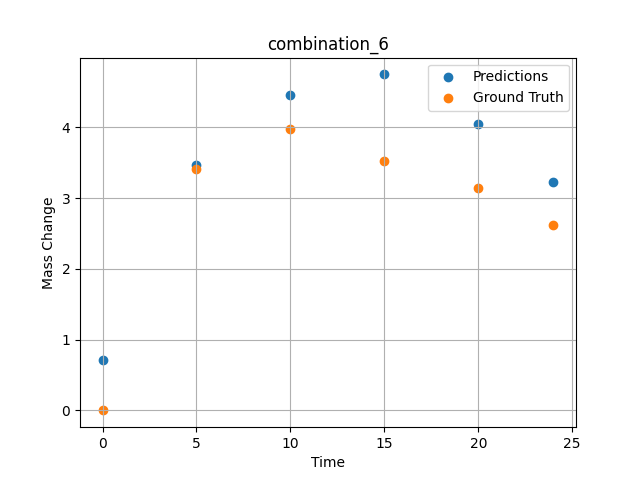 combination_6
Predictions
Ground Truth
4
3
2
1
0
Mass Change
0 5 10 15 20 25
Time